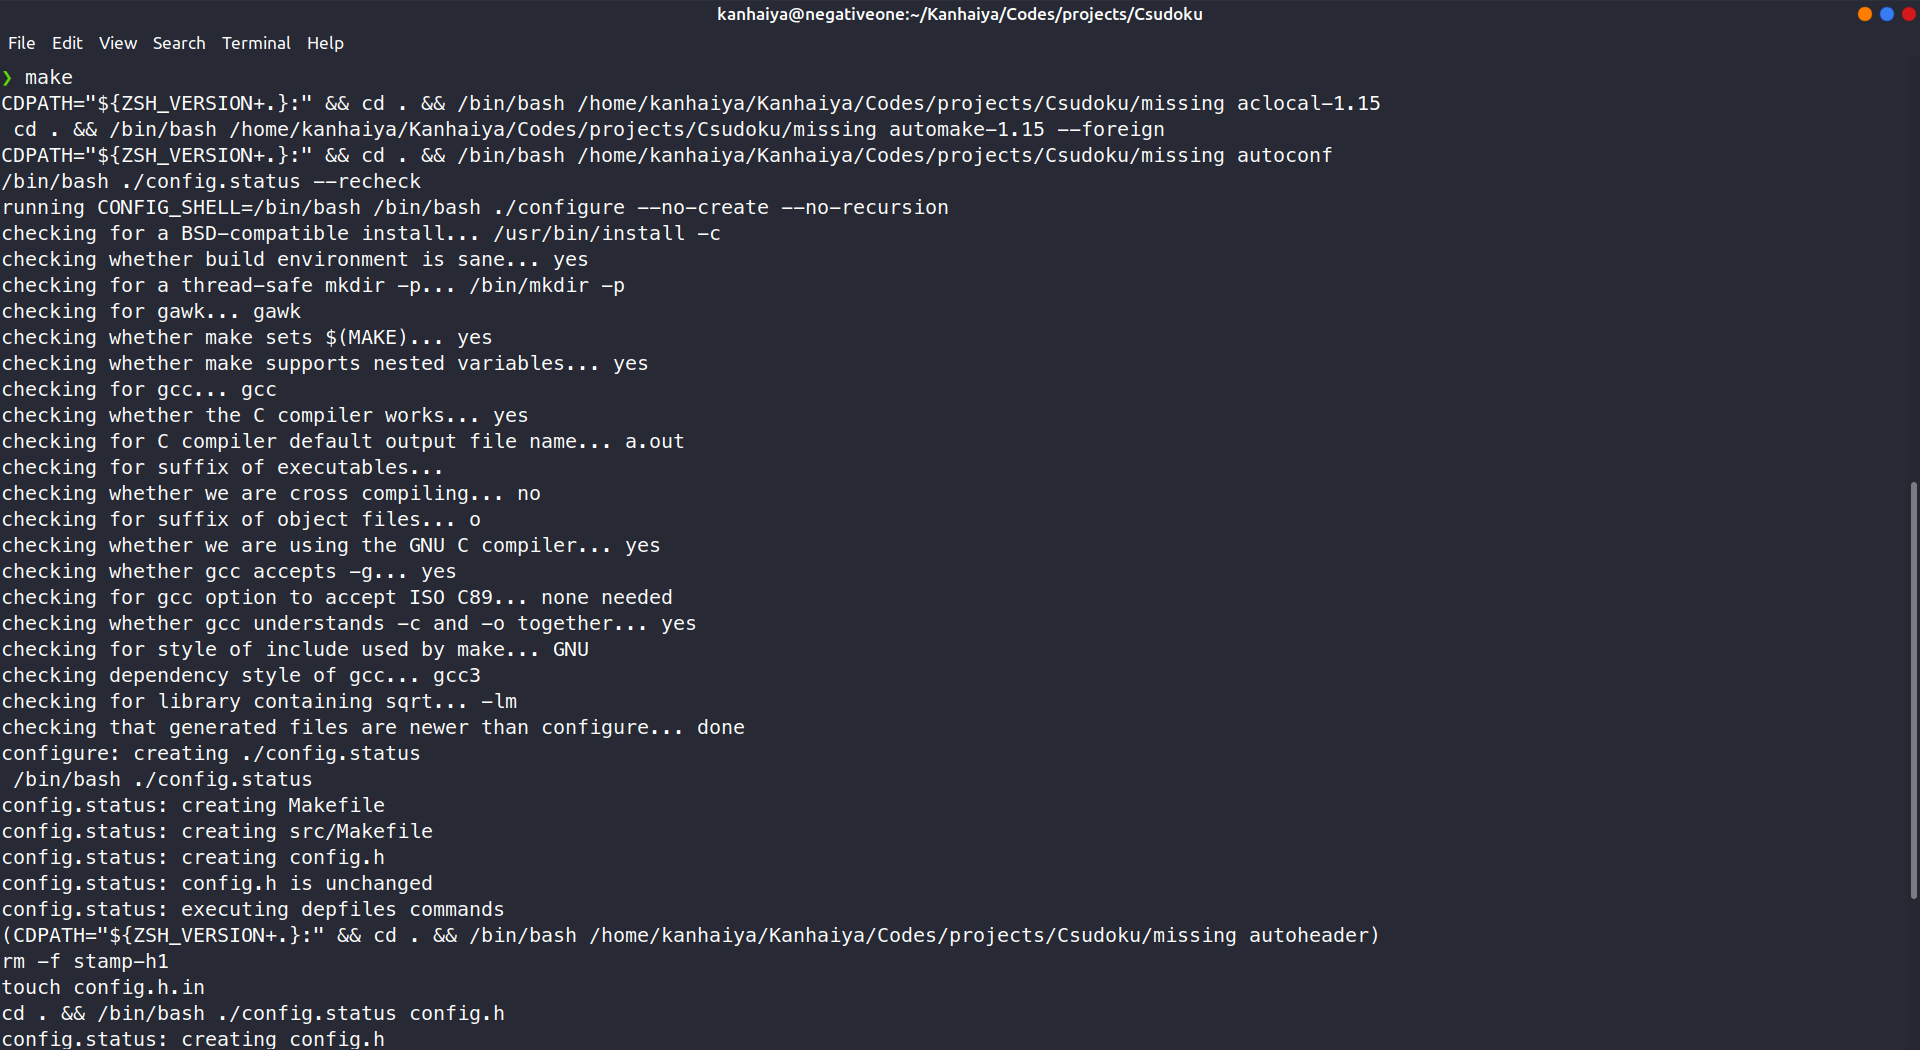 kanhaiya@negativeone:~/Kanhaiya/Codes/projects/Csudoku
File Edit View Search Terminal Help
❯ make
CDPATH="${ZSH_VERSION+.}:" && cd . && /bin/bash /home/kanhaiya/Kanhaiya/Codes/projects/Csudoku/missing aclocal-1.15
 cd . && /bin/bash /home/kanhaiya/Kanhaiya/Codes/projects/Csudoku/missing automake-1.15 --foreign
CDPATH="${ZSH_VERSION+.}:" && cd . && /bin/bash /home/kanhaiya/Kanhaiya/Codes/projects/Csudoku/missing autoconf
/bin/bash ./config.status --recheck
running CONFIG_SHELL=/bin/bash /bin/bash ./configure --no-create --no-recursion
checking for a BSD-compatible install... /usr/bin/install -c
checking whether build environment is sane... yes
checking for a thread-safe mkdir -p... /bin/mkdir -p
checking for gawk... gawk
checking whether make sets $(MAKE)... yes
checking whether make supports nested variables... yes
checking for gcc... gcc
checking whether the C compiler works... yes
checking for C compiler default output file name... a.out
checking for suffix of executables...
checking whether we are cross compiling... no
checking for suffix of object files... o
checking whether we are using the GNU C compiler... yes
checking whether gcc accepts -g... yes
checking for gcc option to accept ISO C89... none needed
checking whether gcc understands -c and -o together... yes
checking for style of include used by make... GNU
checking dependency style of gcc... gcc3
checking for library containing sqrt... -lm
checking that generated files are newer than configure... done
configure: creating ./config.status
 /bin/bash ./config.status
config.status: creating Makefile
config.status: creating src/Makefile
config.status: creating config.h
config.status: config.h is unchanged
config.status: executing depfiles commands
(CDPATH="${ZSH_VERSION+.}:" && cd . && /bin/bash /home/kanhaiya/Kanhaiya/Codes/projects/Csudoku/missing autoheader)
rm -f stamp-h1
touch config.h.in
cd . && /bin/bash ./config.status config.h
config.status: creating config.h